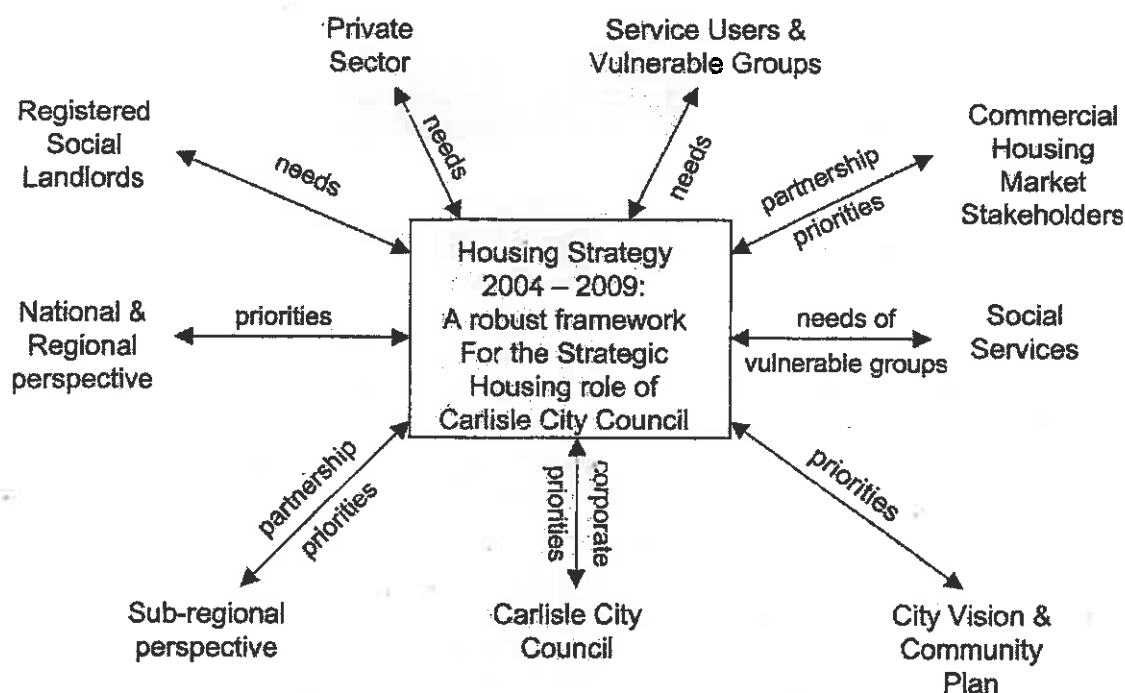 Private
Sector
Service Users &
Vulnerable Groups
Registered
Social
Landlords
needs
needs
needs
partnership
priorities
Commercial
Housing
Market
Stakeholders
Housing Strategy
2004 – 2009:
A robust framework
For the Strategic
Housing role of
Carlisle City Council
National &
Regional
perspective
priorities
needs of
vulnerable groups
Social
Services
partnership
priorities
corporate
priorities
priorities
Sub-regional
perspective
Carlisle City
Council
City Vision &
Community
Plan